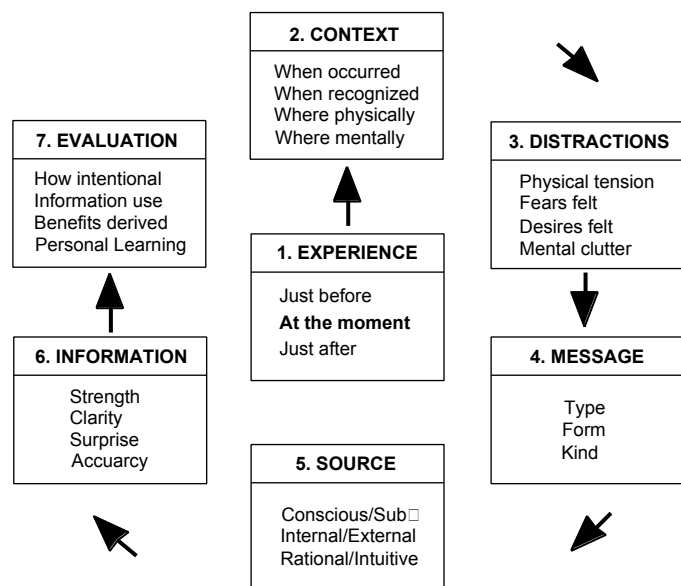 2. CONTEXT
When occurred
When recognized
Where physically
Where mentally
7. EVALUATION
How intentional
Information use
Benefits derived
Personal Learning
3. DISTRACTIONS
Physical tension
Fears felt
Desires felt
Mental clutter
1. EXPERIENCE
Just before
At the moment
Just after
6. INFORMATION
Strength
Clarity
Surprise
Accuarcy
4. MESSAGE
Type
Form
Kind
5. SOURCE
Conscious/Sub□
Internal/External
Rational/Intuitive